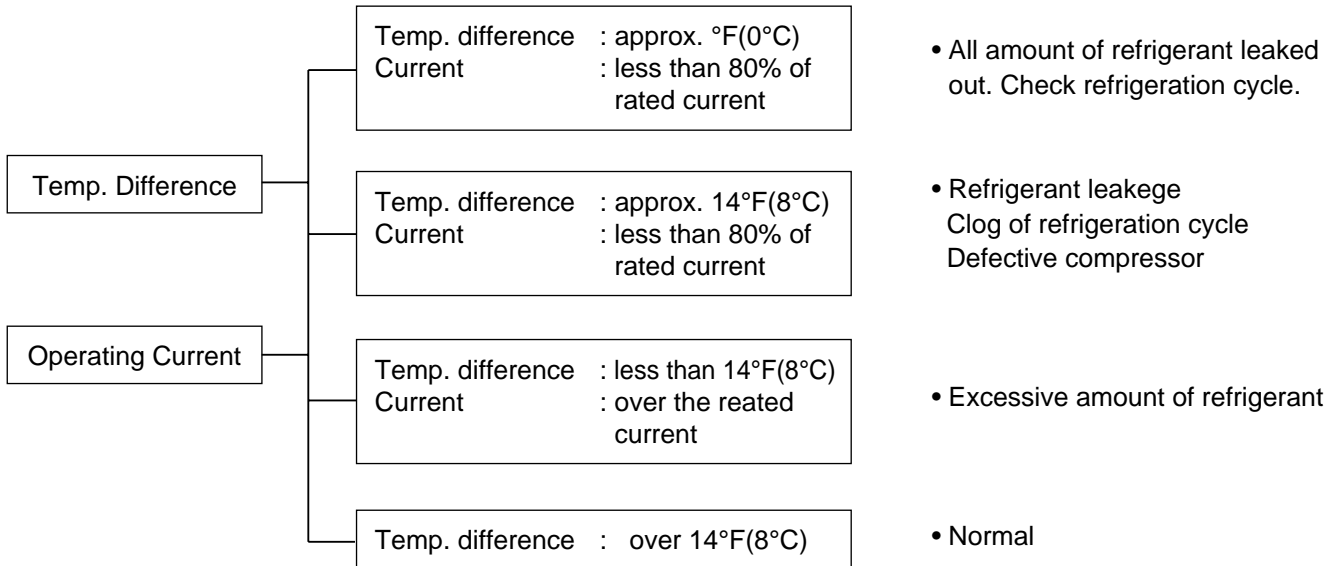 Temp. difference : approx. °F(0°C)
Current : less than 80% of
rated current
• All amount of refrigerant leaked
out. Check refrigeration cycle.
Temp. Difference
Temp. difference : approx. 14°F(8°C)
Current : less than 80% of
rated current
• Refrigerant leakege
Clog of refrigeration cycle
Defective compressor
Operating Current
Temp. difference : less than 14°F(8°C)
Current : over the reated
current
• Excessive amount of refrigerant
Temp. difference : over 14°F(8°C)
• Normal